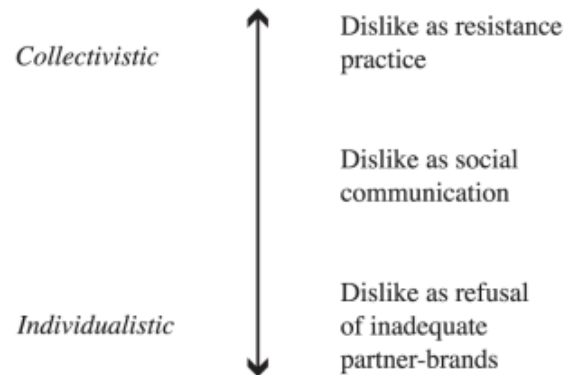 Collectivistic
Dislike as resistance
practice
Dislike as social
communication
Individualistic
Dislike as refusal
of inadequate
partner-brands